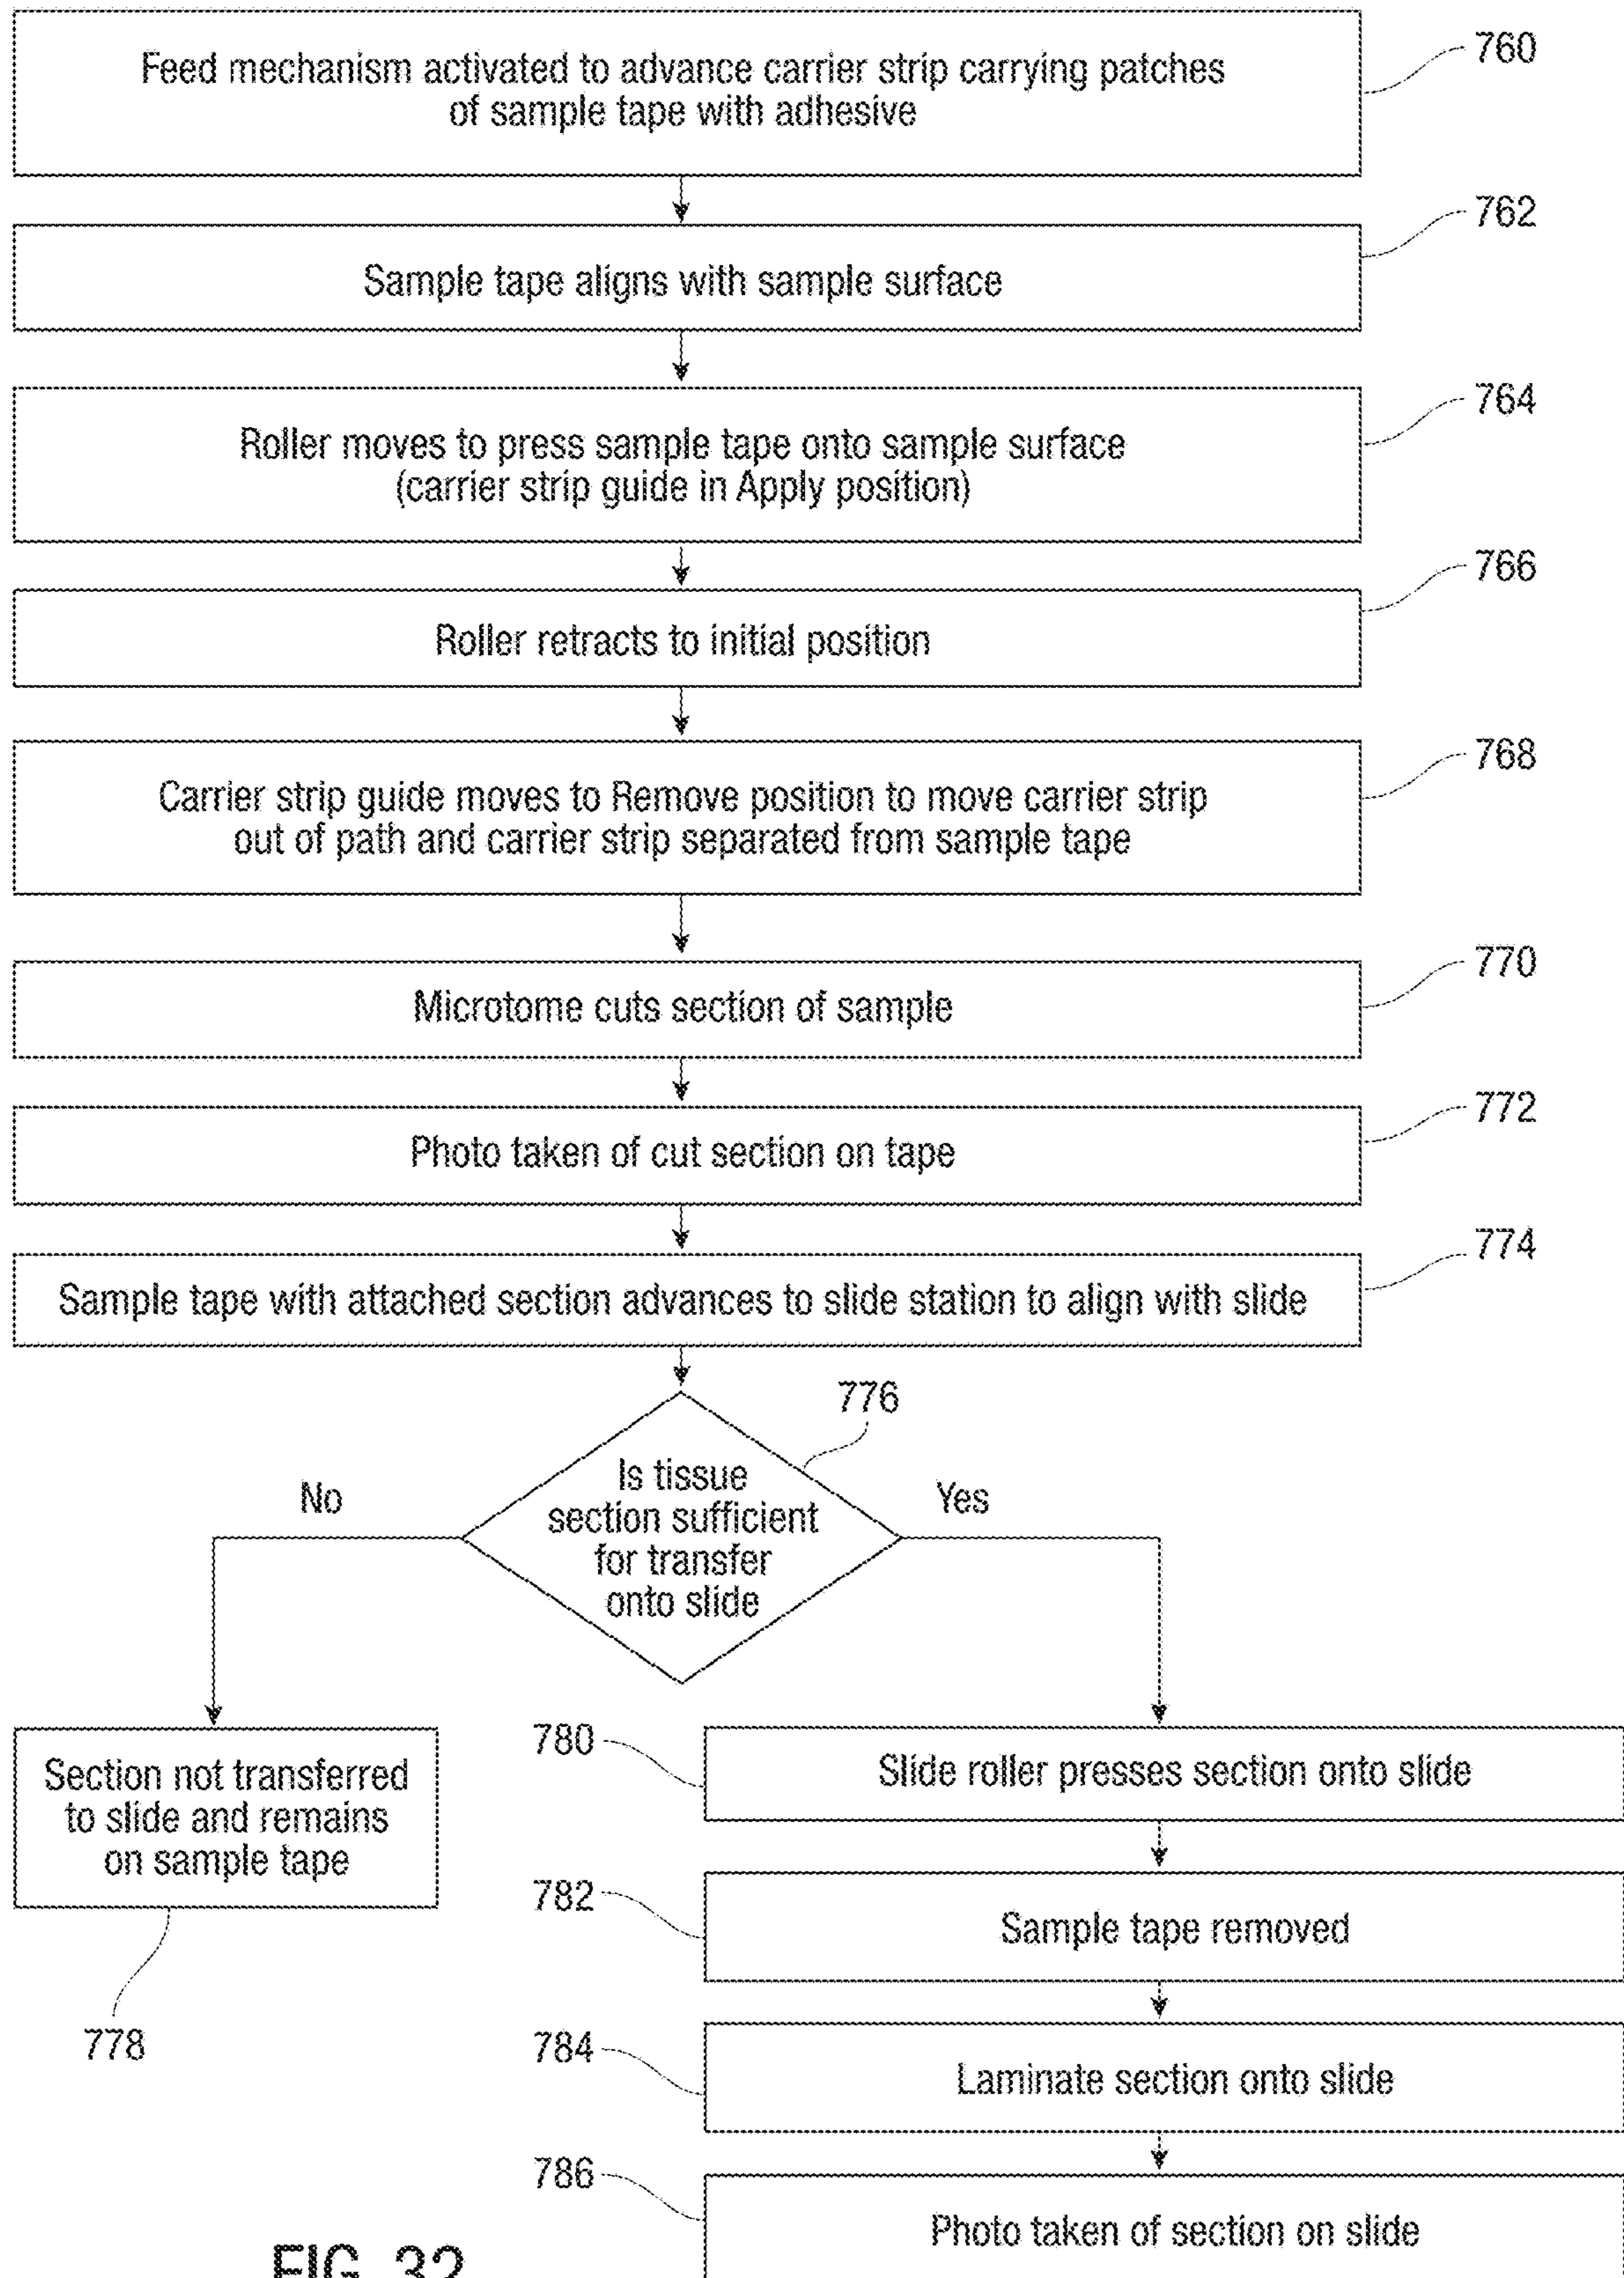 Feed mechanism activated to advance carrier strip carrying patches
of sample tape with adhesive
760
Sample tape aligns with sample surface
762
Roller moves to press sample tape onto sample surface
(carrier strip guide in Apply position)
764
Roller retracts to initial position
766
Carrier strip guide moves to Remove position to move carrier strip
out of path and carrier strip separated from sample tape
768
Microtome cuts section of sample
770
Photo taken of cut section on tape
772
Sample tape with attached section advances to slide station to align with slide
774
776
Is tissue
section sufficient
for transfer
onto slide
No
Yes
Section not transferred
to slide and remains
on sample tape
778
780
Slide roller presses section onto slide
782
Sample tape removed
784
Laminate section onto slide
786
Photo taken of section on slide
FIG. 32